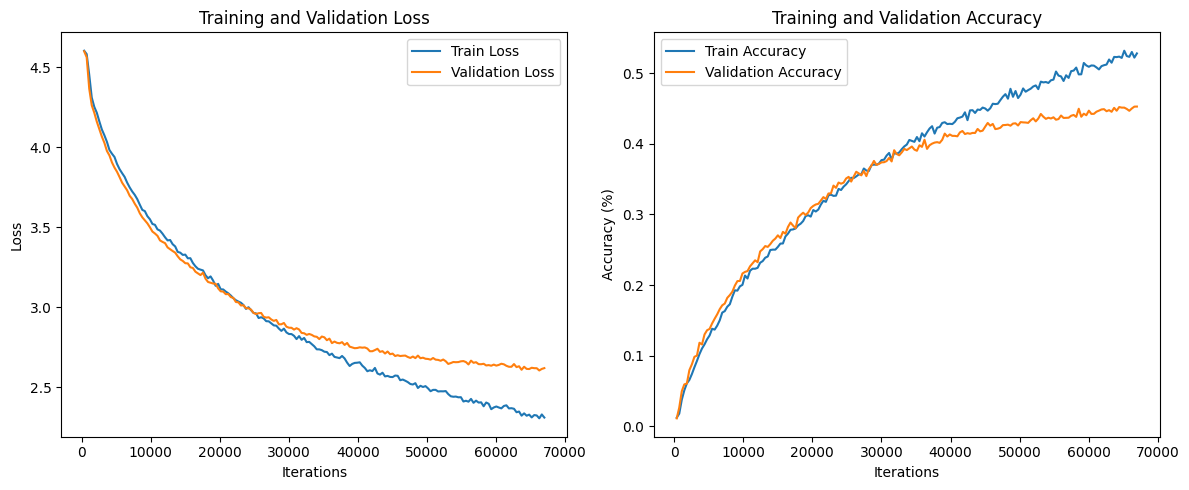 Training and Validation Loss
Train Loss
Validation Loss
4.5
4.0
3.5
3.0
2.5
Loss
0 10000 20000 30000 40000 50000 60000 70000
Iterations
Training and Validation Accuracy
Train Accuracy
Validation Accuracy
0.5
0.4
0.3
0.2
0.1
0.0
Accuracy (%)
0 10000 20000 30000 40000 50000 60000 70000
Iterations